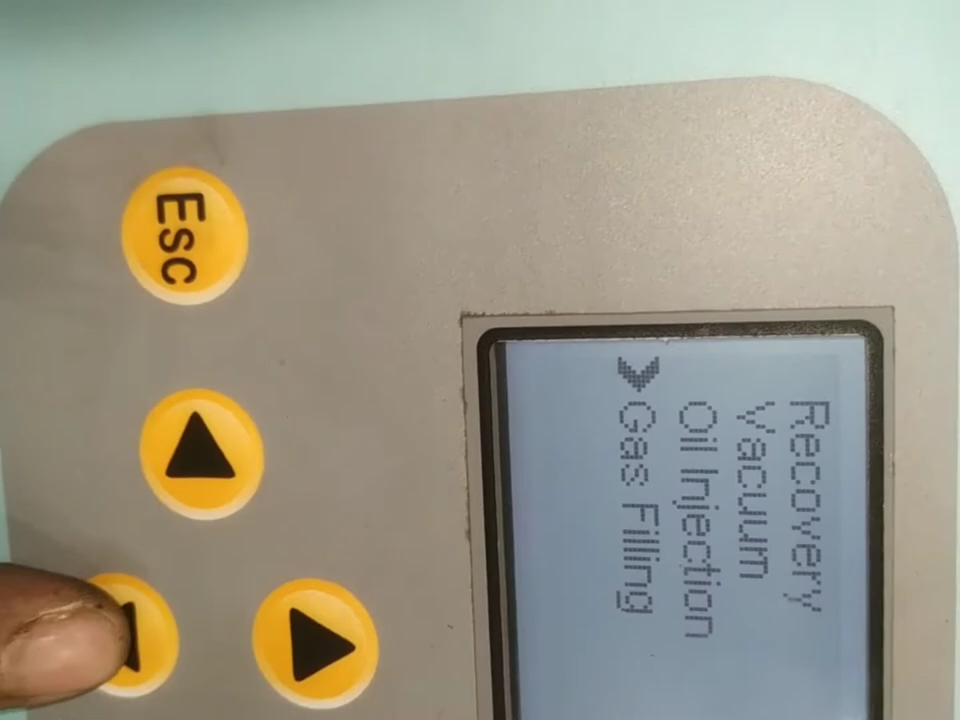 Recovery
Vacuum
Oil Injection
Gas Filling
Esc